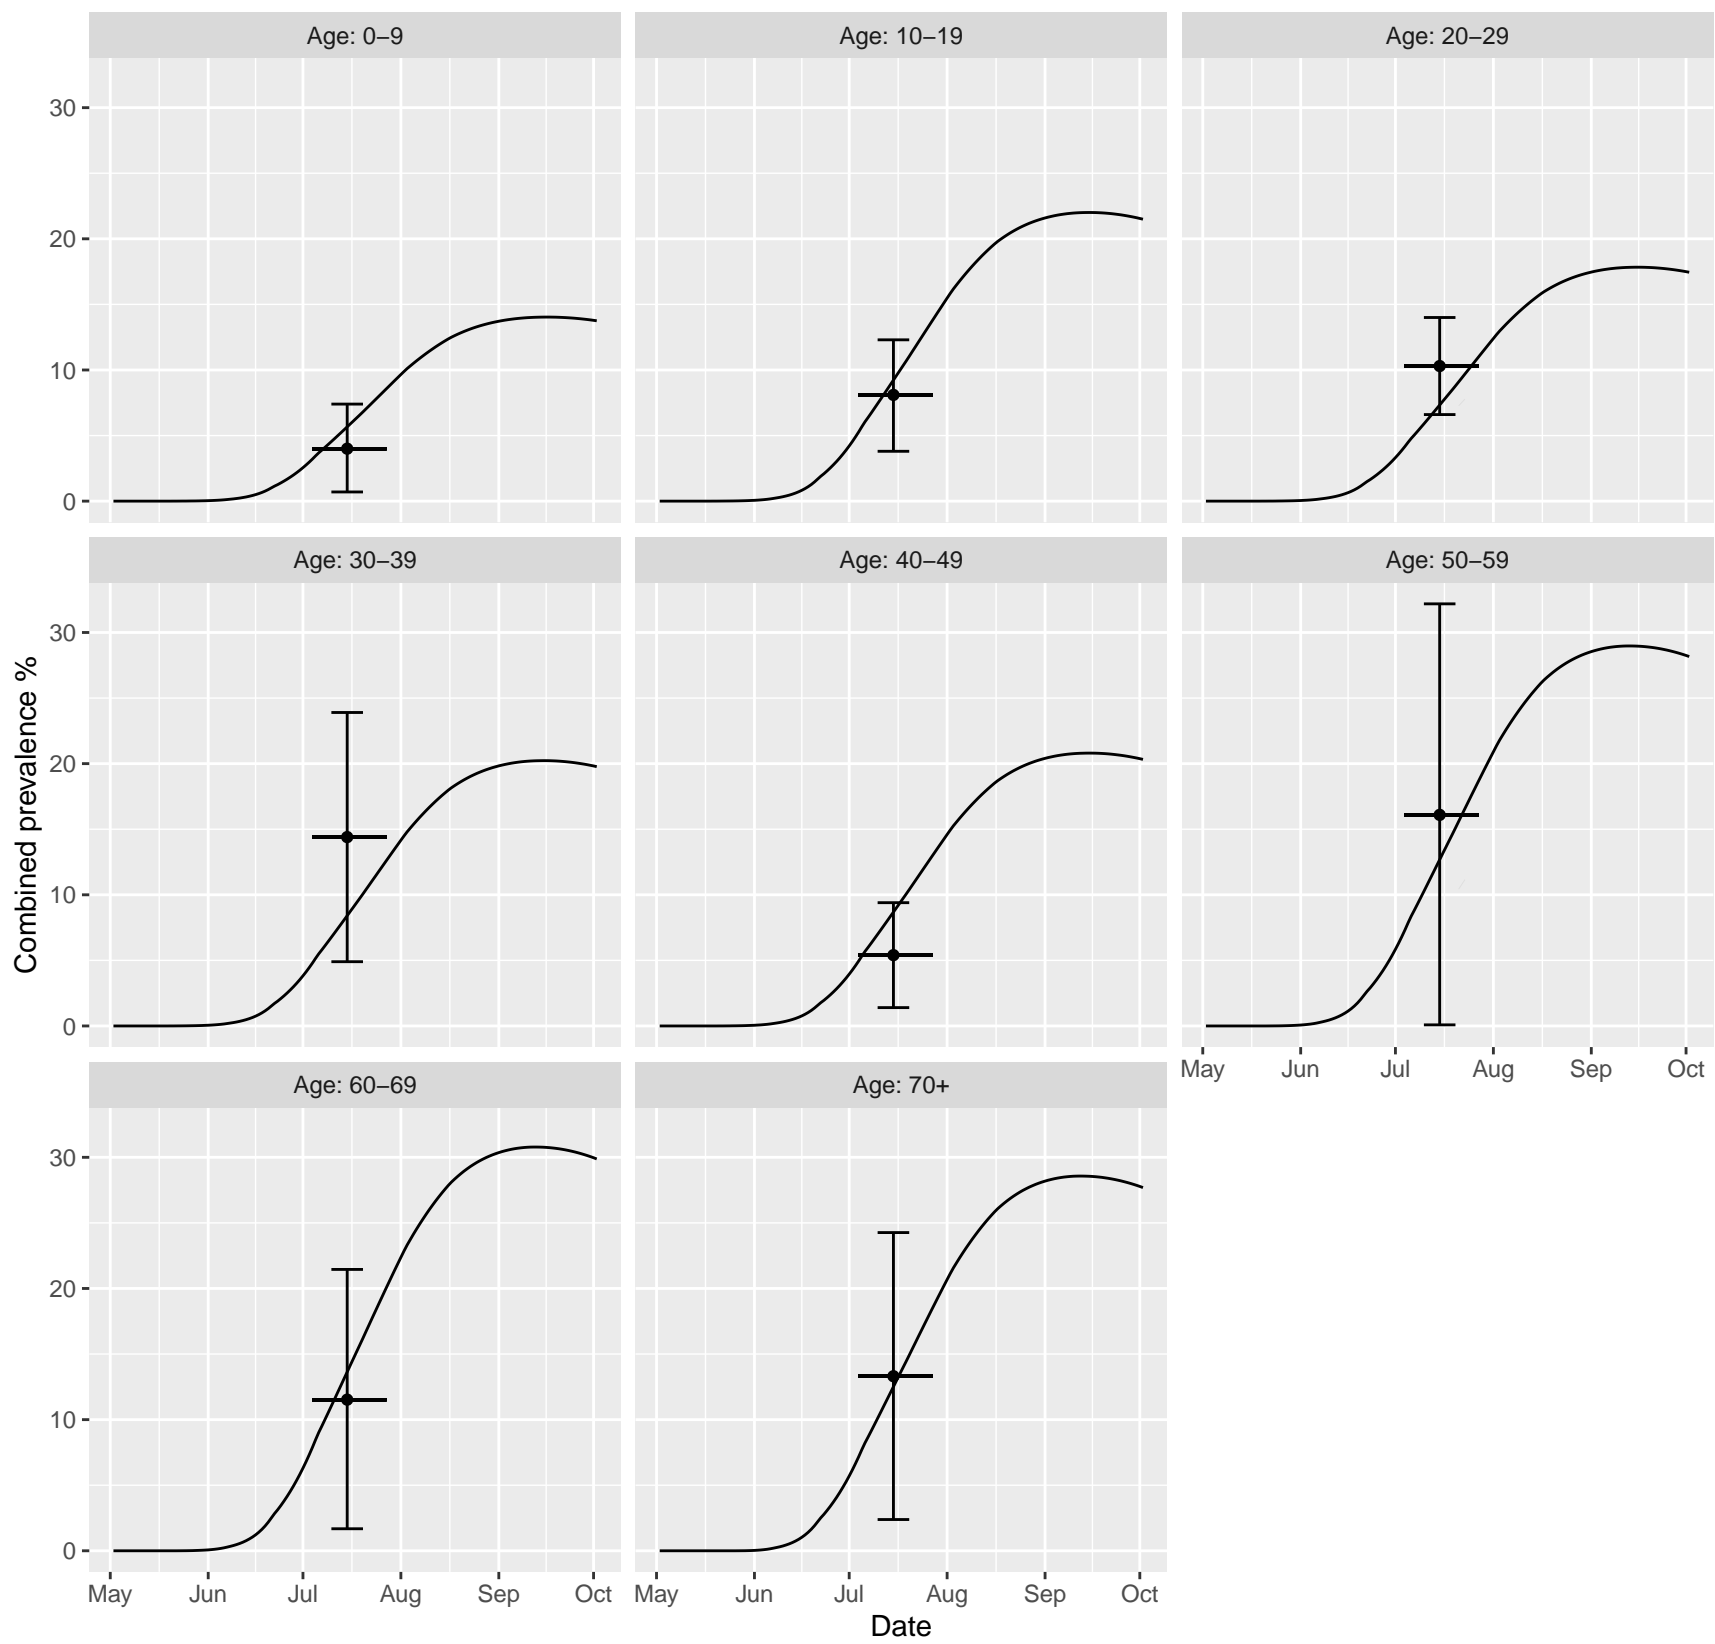 Age: 0–9
Age: 10–19
Age: 20–29
30
20
10
0
Age: 30–39
Age: 40–49
Age: 50–59
30
20
10
0
Combined prevalence %
May Jun Jul Aug Sep Oct
Age: 60–69
Age: 70+
30
20
10
0
May Jun Jul Aug Sep Oct
May Jun Jul Aug Sep Oct
Date